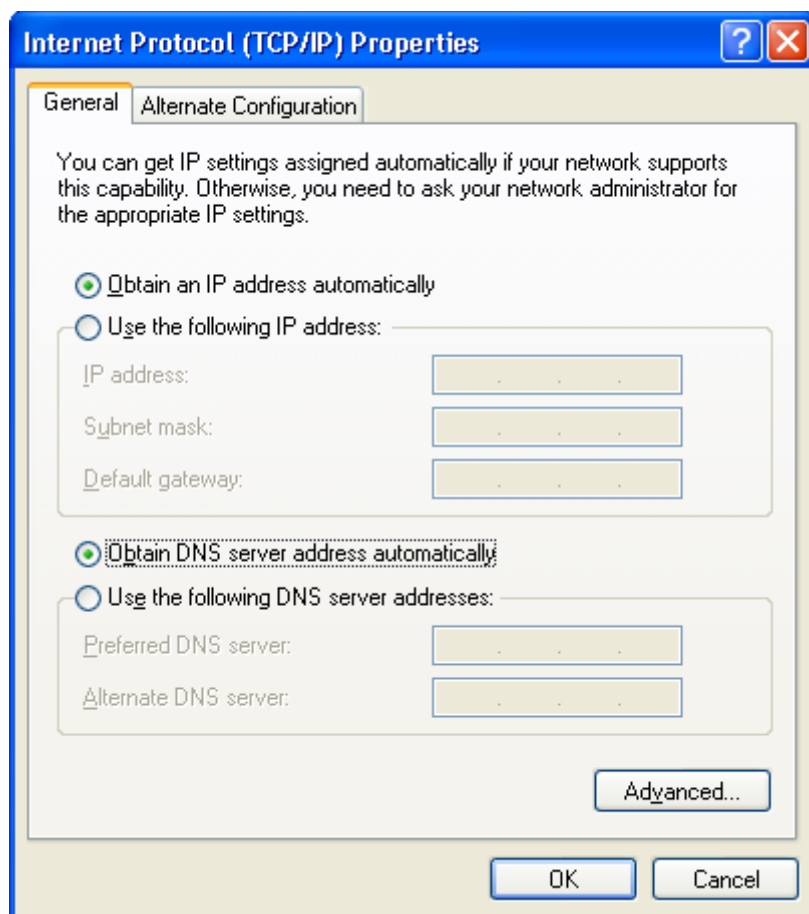 Internet Protocol (TCP/IP) Properties
General
Alternate Configuration
You can get IP settings assigned automatically if your network supports
this capability. Otherwise, you need to ask your network administrator for
the appropriate IP settings.
Obtain an IP address automatically
Use the following IP address:
IP address:
Subnet mask:
Default gateway:
Obtain DNS server address automatically
Use the following DNS server addresses:
Preferred DNS server:
Alternate DNS server:
Advanced...
OK
Cancel